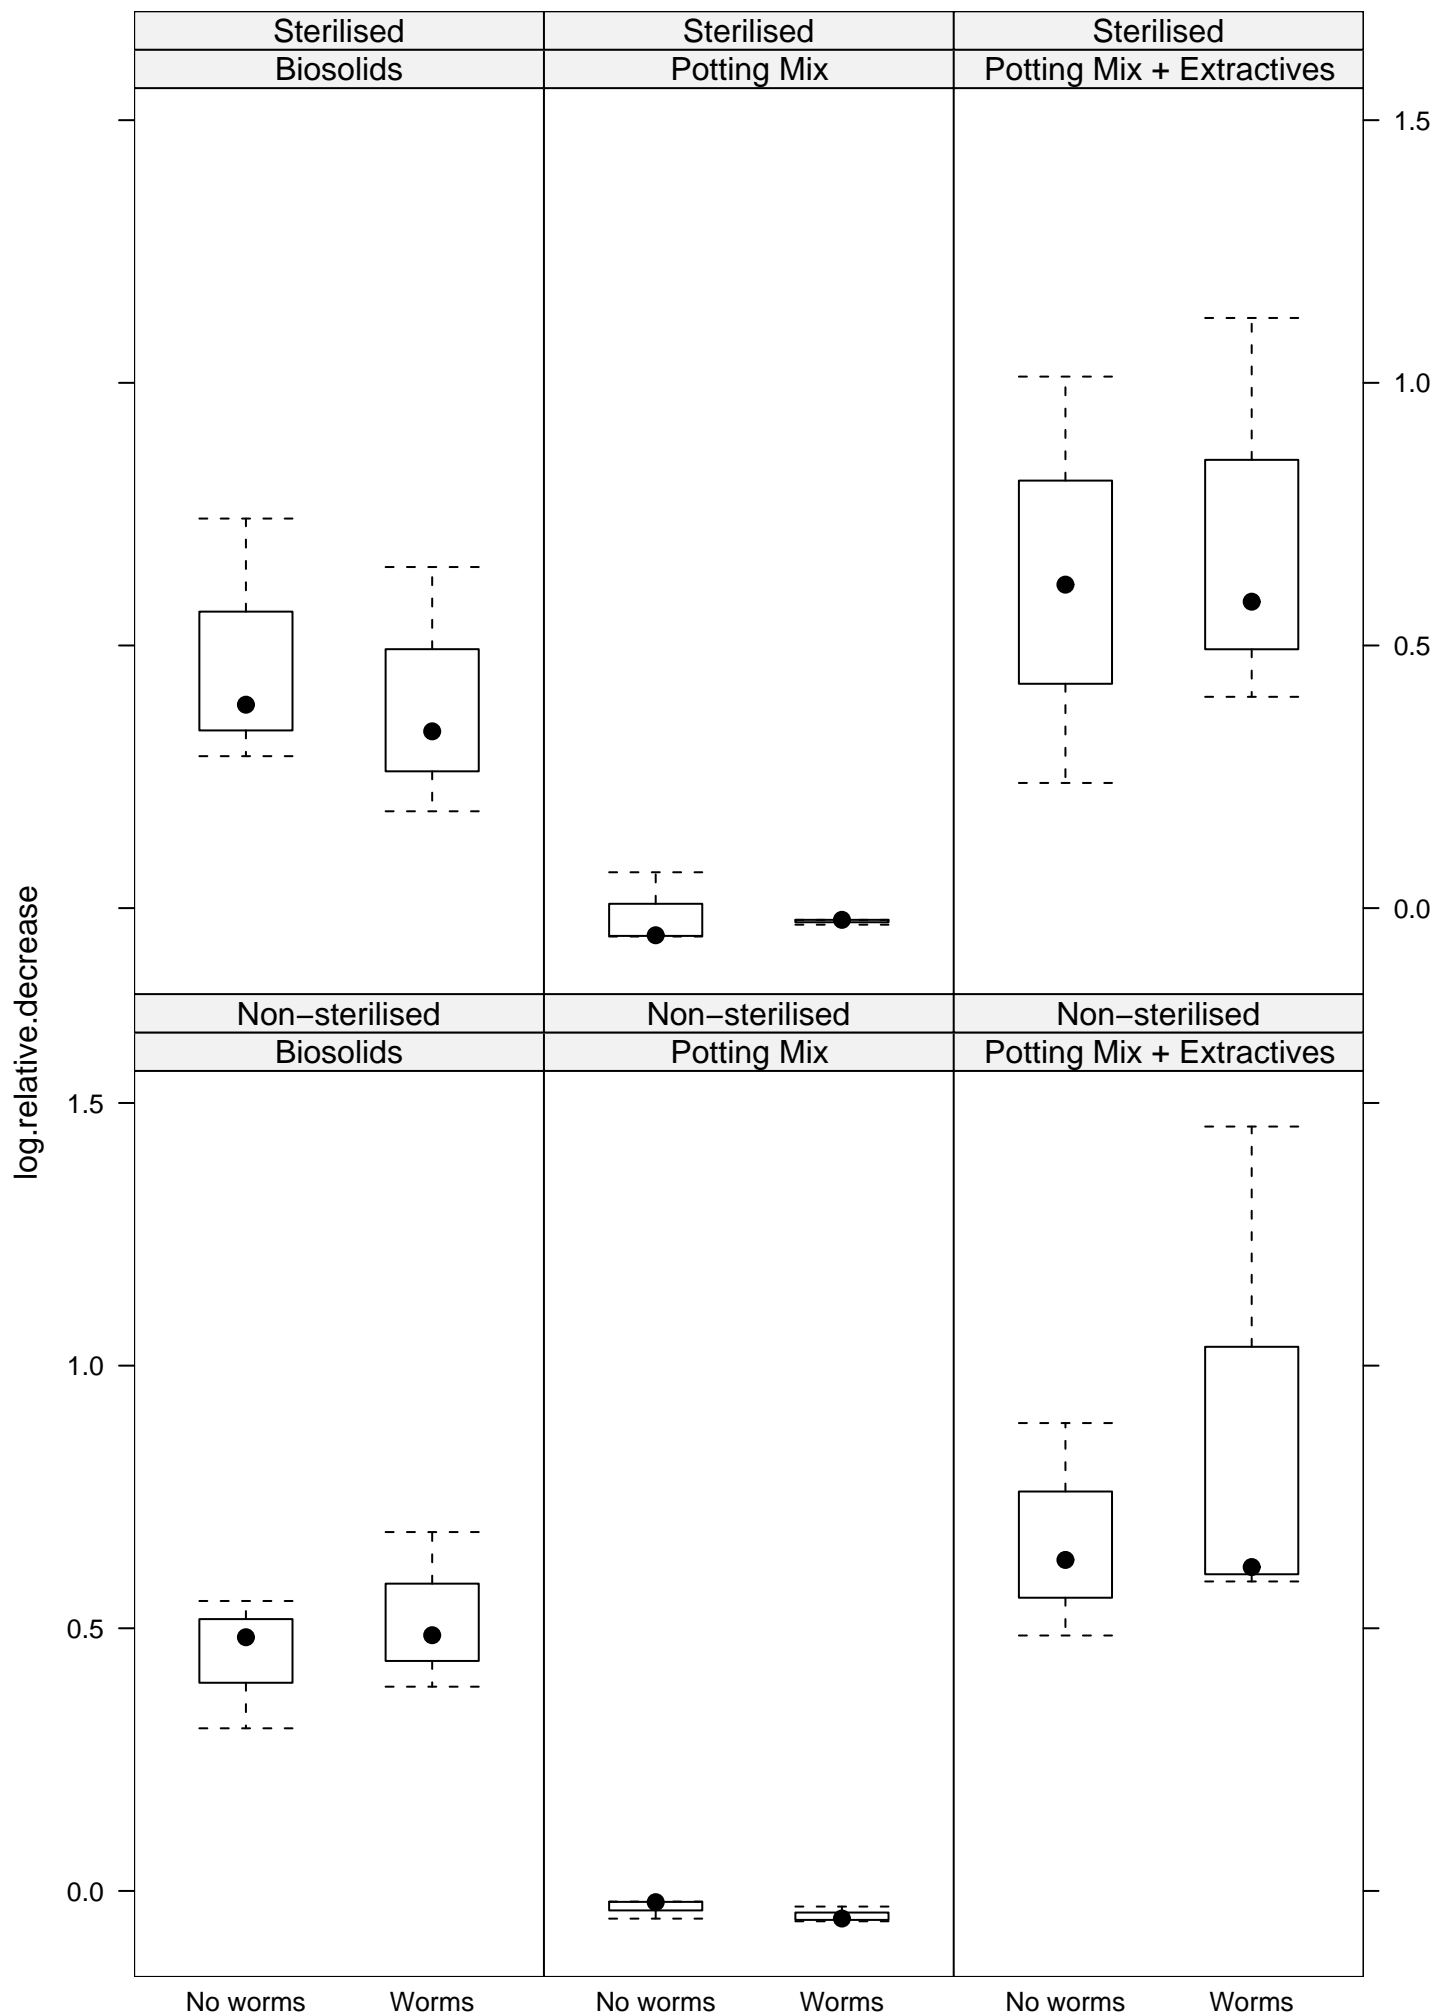 Sterilised Sterilised Sterilised
Biosolids Potting Mix Potting Mix + Extractives
1.5
1.0
0.5
0.0
log.relative.decrease
Non−sterilised Non−sterilised Non−sterilised
Biosolids Potting Mix Potting Mix + Extractives
1.5
1.0
0.5
0.0
No worms Worms No worms Worms No worms Worms